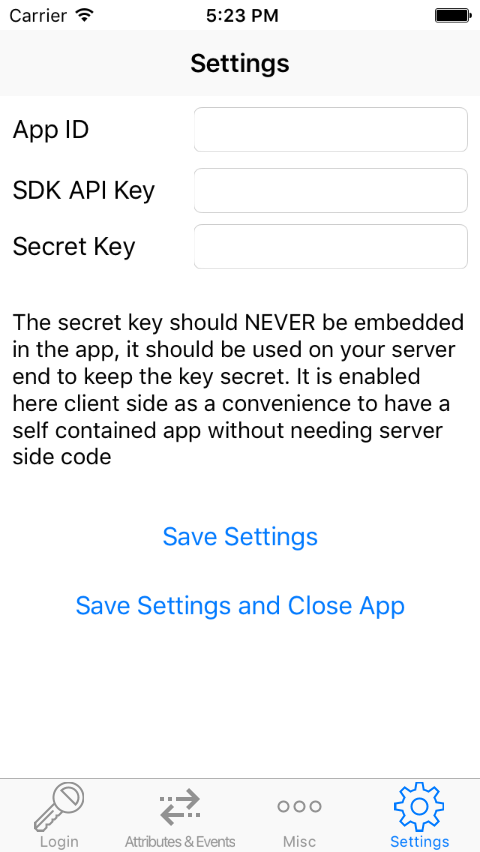 Carrier 5:23 PM
Settings
App ID
SDK API Key
Secret Key
The secret key should NEVER be embedded
in the app, it should be used on your server
end to keep the key secret. It is enabled
here client side as a convenience to have a
self contained app without needing server
side code
Save Settings
Save Settings and Close App
Login Attributes & Events Misc Settings